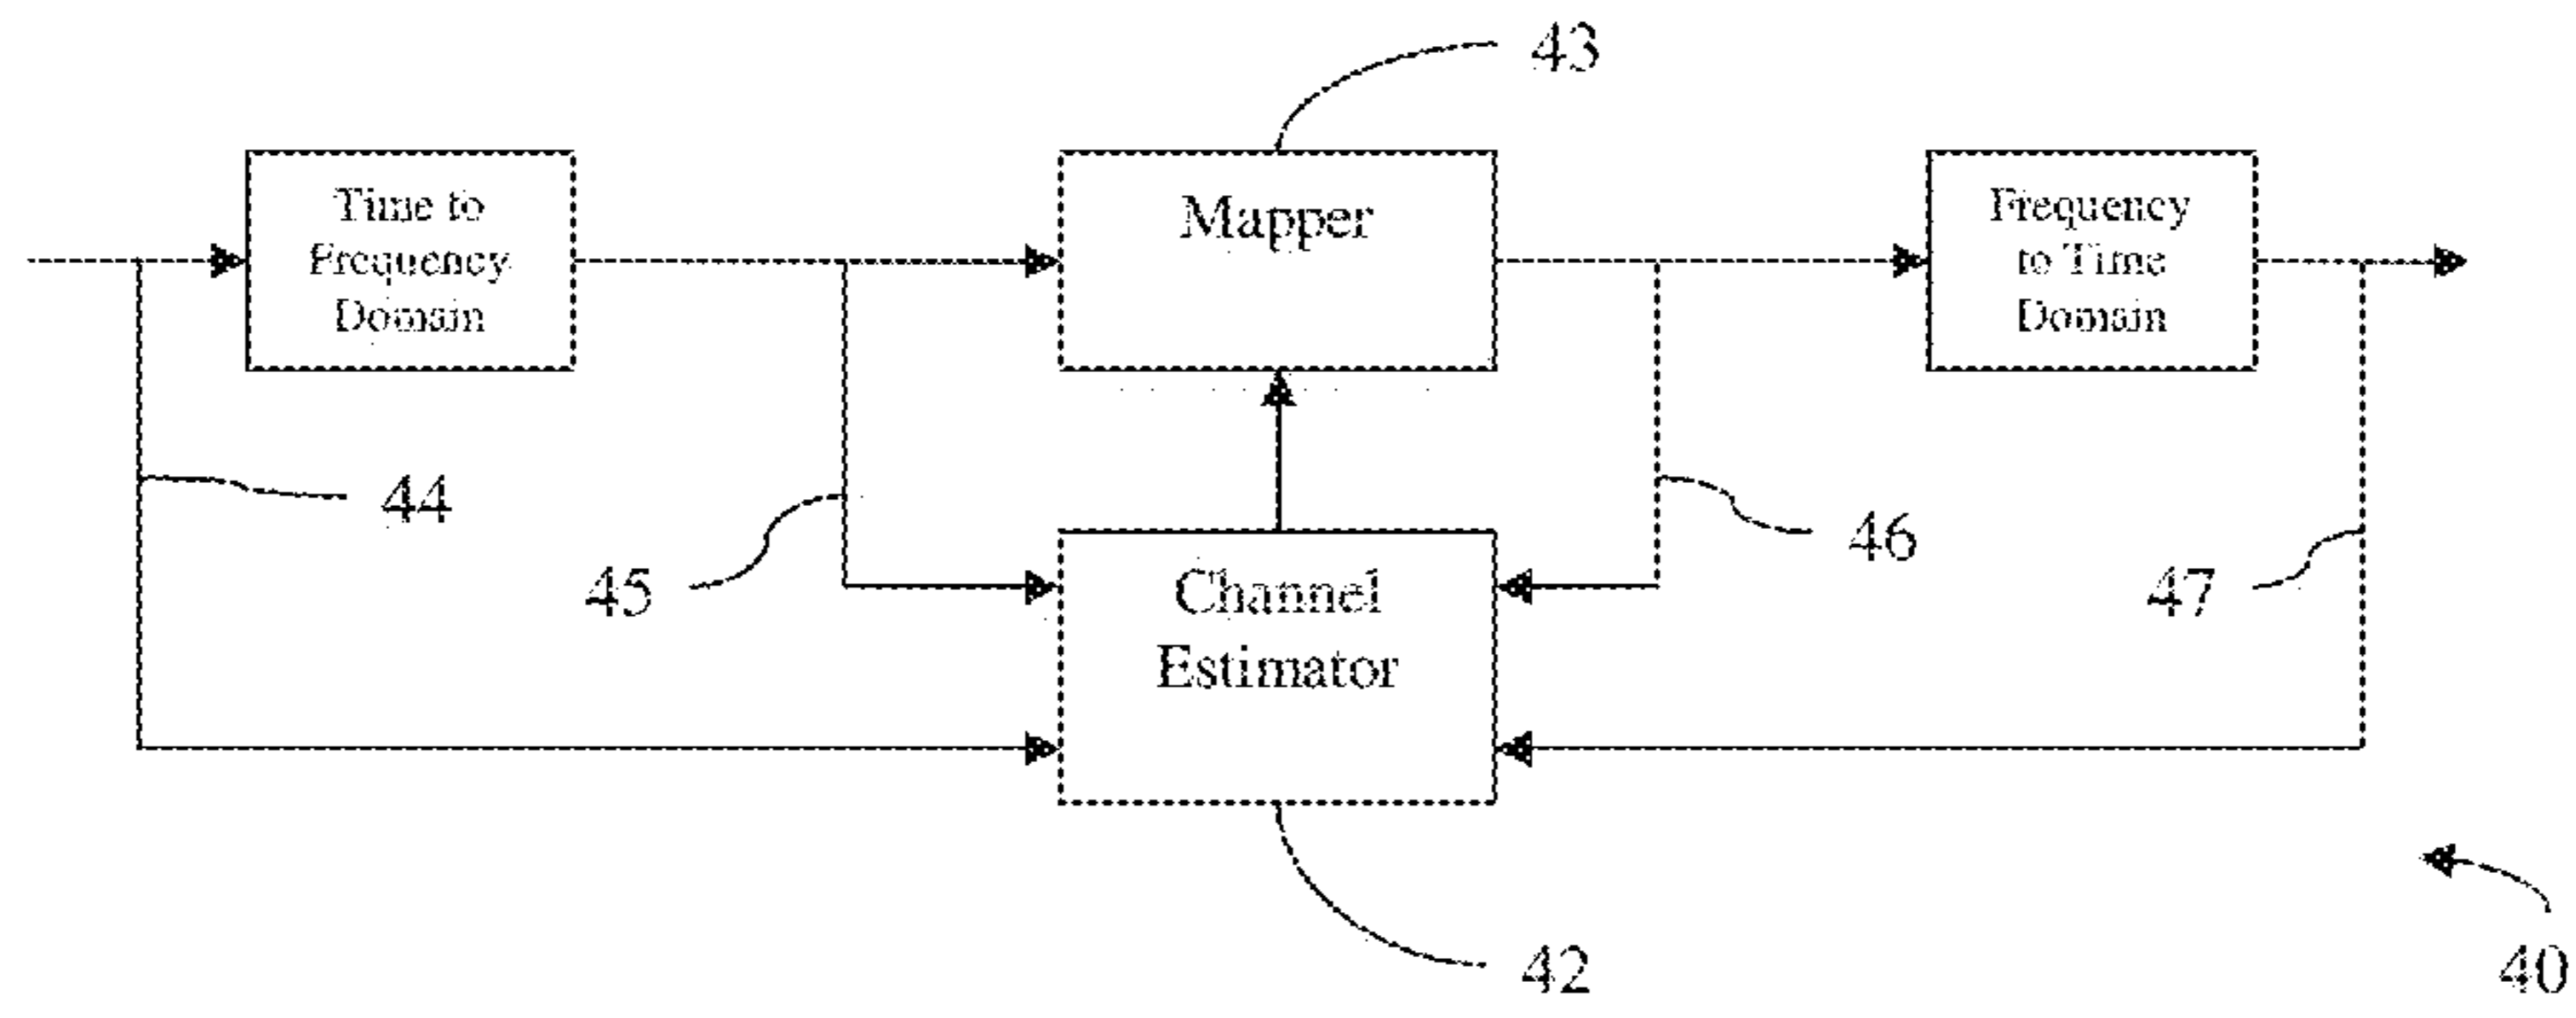 43
Time to
Frequency
Domain
Mapper
Frequency
to Time
Domain
44
45
46
47
Channel
Estimator
42
40